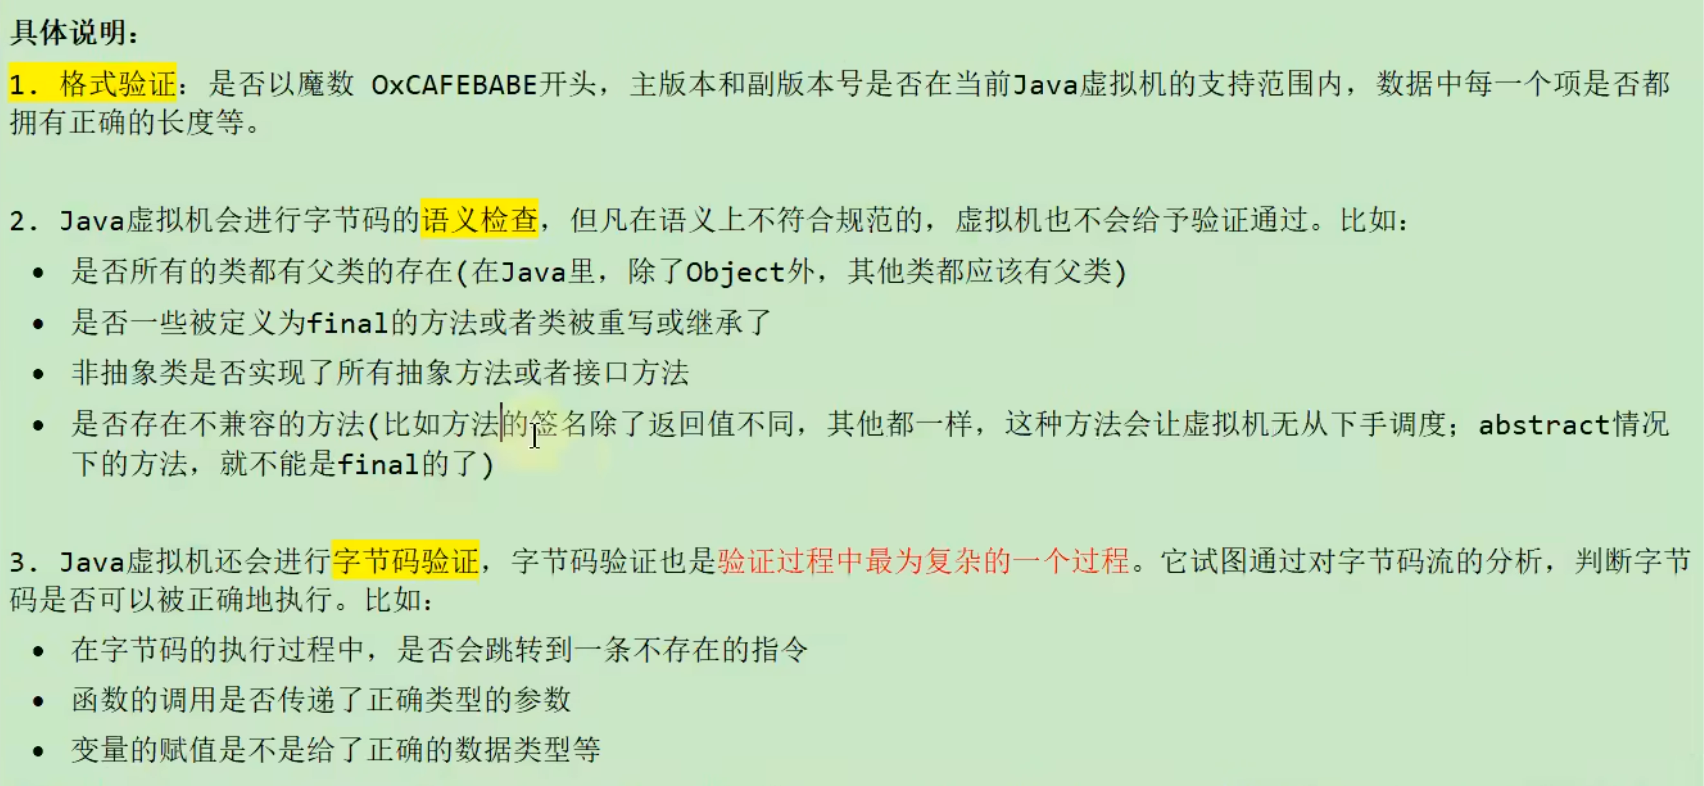 具体说明：
1. 格式验证：是否以魔数 OxCAFEBABE开头，主版本和副版本号是否在当前Java虚拟机的支持范围内，数据中每一个项是否都
拥有正确的长度等。
2. Java虚拟机会进行字节码的语义检查，但凡在语义上不符合规范的，虚拟机也不会给予验证通过。比如：
• 是否所有的类都有父类的存在(在Java里，除了Object外，其他类都应该有父类)
• 是否一些被定义为final的方法或者类被重写或继承了
• 非抽象类是否实现了所有抽象方法或者接口方法
• 是否存在不兼容的方法(比如方法的签名除了返回值不同，其他都一样，这种方法会让虚拟机无从下手调度；abstract情况
下的方法，就不能是final的了)
3. Java虚拟机还会进行字节码验证，字节码验证也是验证过程中最为复杂的一个过程。它试图通过对字节码流的分析，判断字节
码是否可以被正确地执行。比如：
• 在字节码的执行过程中，是否会跳转到一条不存在的指令
• 函数的调用是否传递了正确类型的参数
• 变量的赋值是不是给了正确的数据类型等